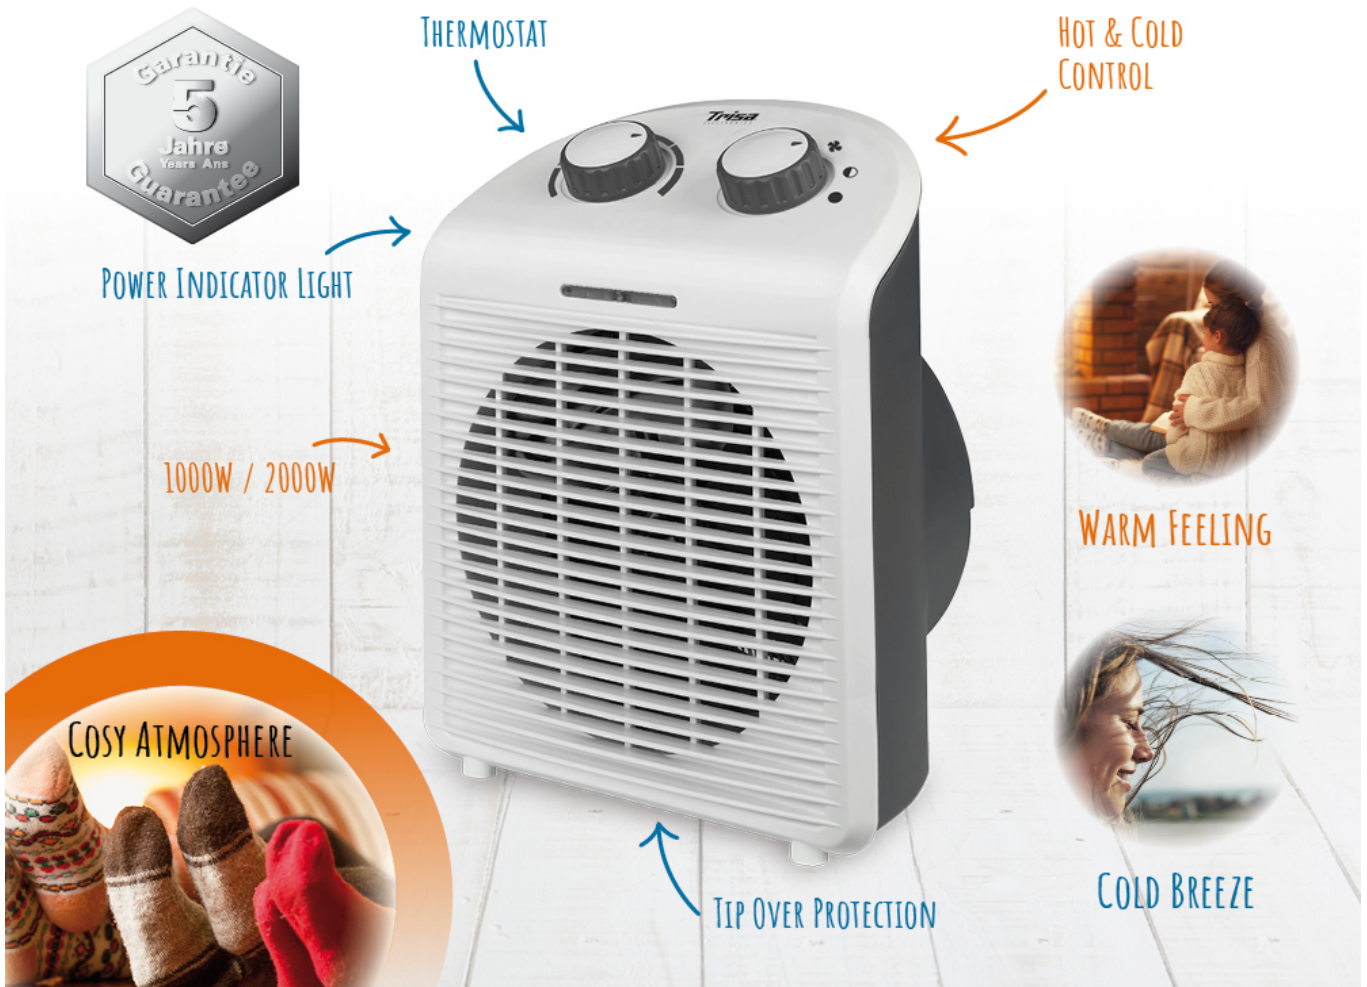 Garantie
5
Jahre
Years Ans
Guarantee
THERMOSTAT
HOT & COLD
CONTROL
Trisa
POWER INDICATOR LIGHT
1000W / 2000W
WARM FEELING
COSY ATMOSPHERE
COLD BREEZE
TIP OVER PROTECTION